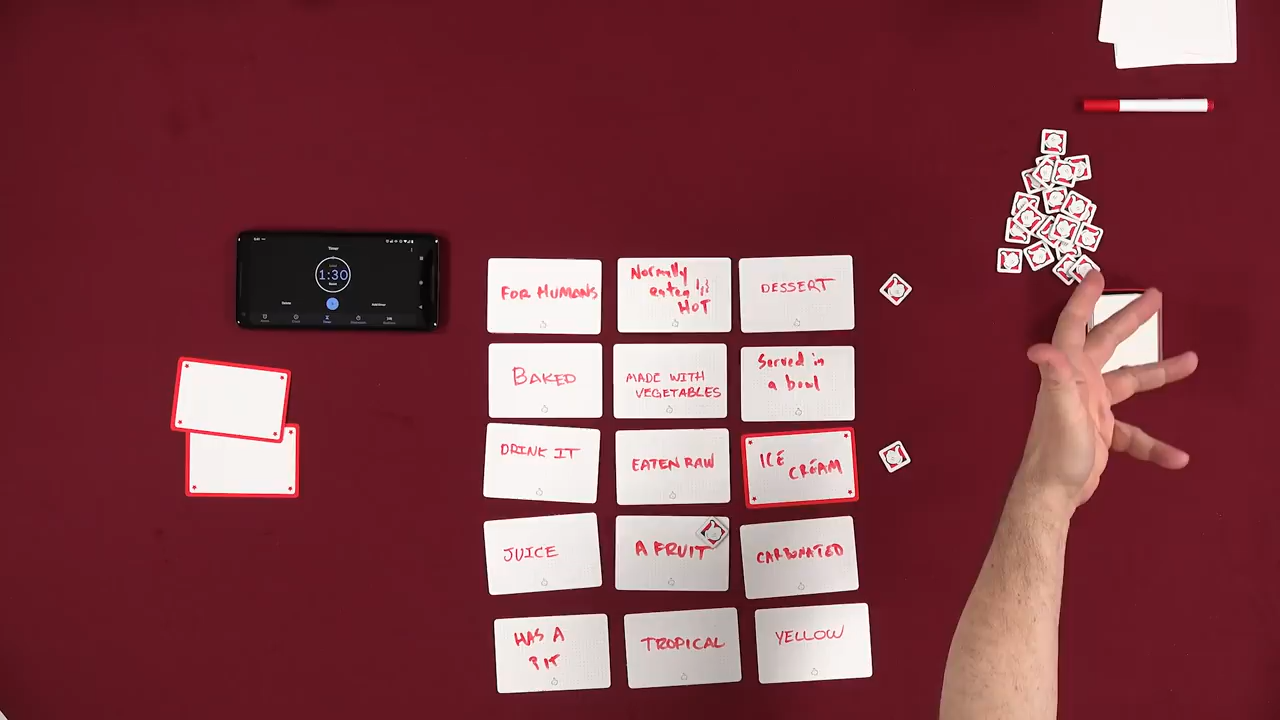 Timer
1:30
FOR HUMANS
Normally
eaten
HOT
DESSERT
BAKED
MADE WITH
VEGETABLES
Served in
a bowl
DRINK IT
EATEN RAW
ICE
CREAM
JUICE
A FRUIT
CARBONATED
HAS A
PIT
TROPICAL
YELLOW